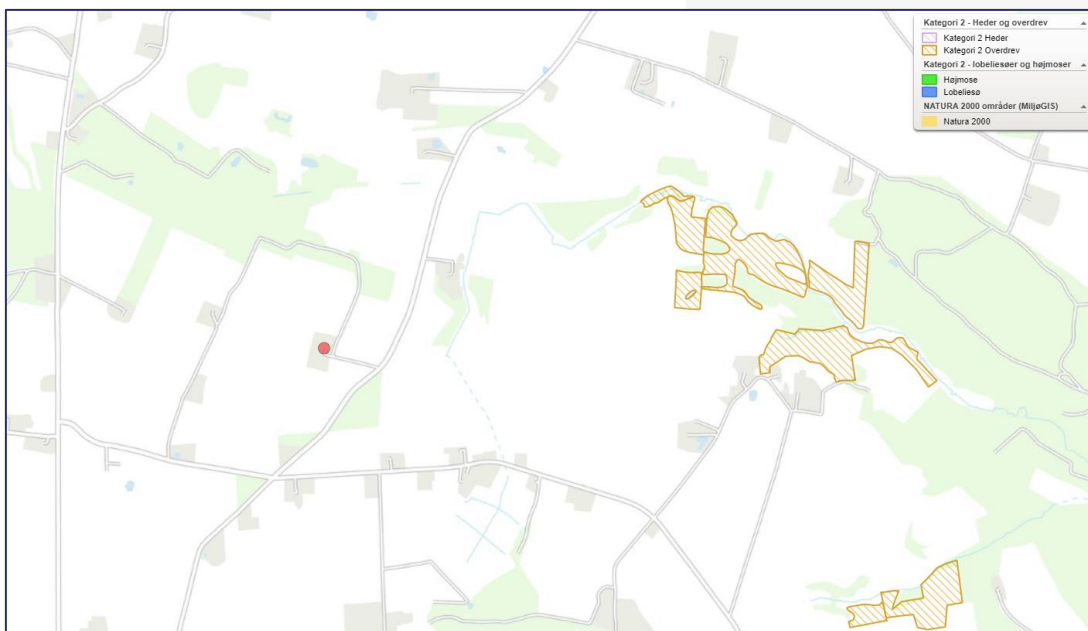 Kategori 2 - Heder og overdrev
Kategori 2 Heder
Kategori 2 Overdrev
Kategori 2 - lobeliesøer og højmoser
Højmose
Lobeliesø
NATURA 2000 områder (MiljøGIS)
Natura 2000